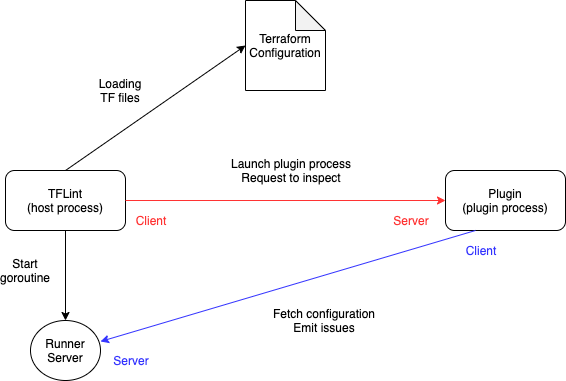 Terraform
Configuration
Loading
TF files
Launch plugin process
Request to inspect
TFLint
(host process)
Plugin
(plugin process)
Client
Server
Client
Start
goroutine
Fetch configuration
Emit issues
Runner
Server
Server